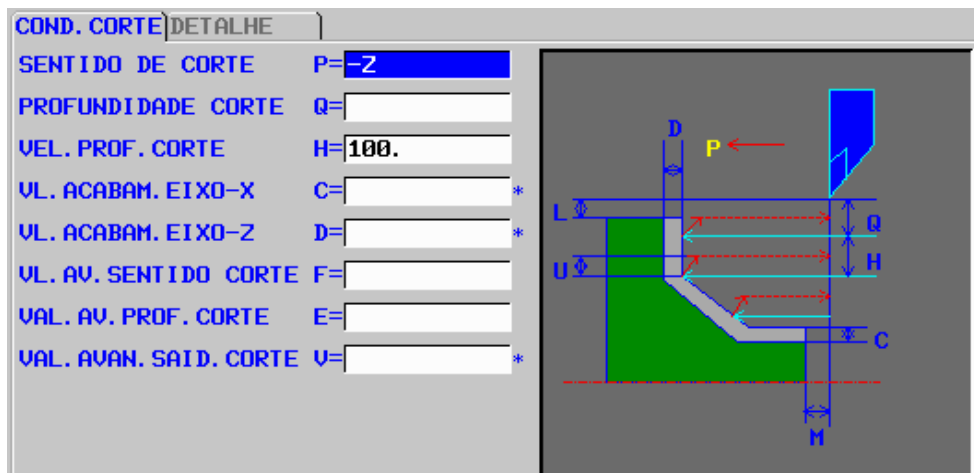 COND.CORTE DETALHE
SENTIDO DE CORTE P=-Z
PROFUNDIDADE CORTE Q=
VEL.PROF.CORTE H=100.
VL.ACABAM.EIXO-X C= *
VL.ACABAM.EIXO-Z D= *
VL.AV.SENTIDO CORTE F=
VAL.AV.PROF.CORTE E=
VAL.AVAN.SAID.CORTE V= *
D
P
L
Q
U
H
C
M